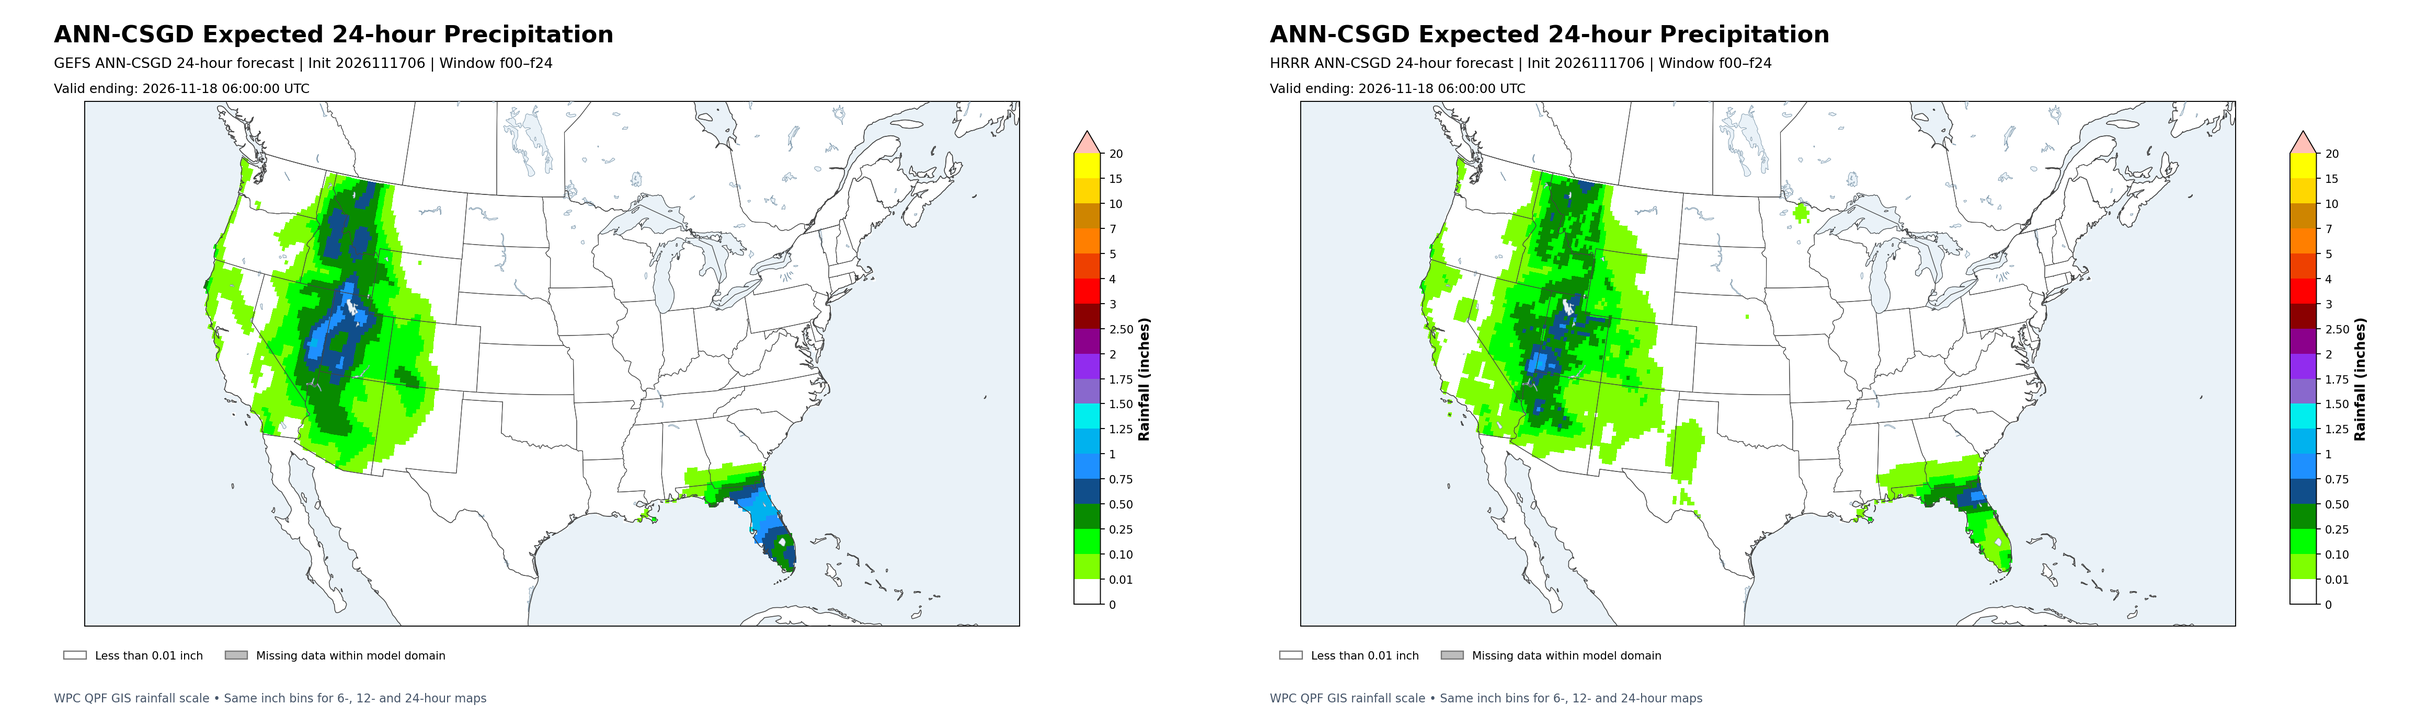 ANN-CSGD Expected 24-hour Precipitation
GEFS ANN-CSGD 24-hour forecast | Init 2026111706 | Window f00–f24
Valid ending: 2026-11-18 06:00:00 UTC
20
15
10
7
5
4
3
2.50
2
1.75
1.50
1.25
1
0.75
0.50
0.25
0.10
0.01
0
Rainfall (inches)
Less than 0.01 inch
Missing data within model domain
WPC QPF GIS rainfall scale • Same inch bins for 6-, 12- and 24-hour maps
ANN-CSGD Expected 24-hour Precipitation
HRRR ANN-CSGD 24-hour forecast | Init 2026111706 | Window f00–f24
Valid ending: 2026-11-18 06:00:00 UTC
20
15
10
7
5
4
3
2.50
2
1.75
1.50
1.25
1
0.75
0.50
0.25
0.10
0.01
0
Rainfall (inches)
Less than 0.01 inch
Missing data within model domain
WPC QPF GIS rainfall scale • Same inch bins for 6-, 12- and 24-hour maps